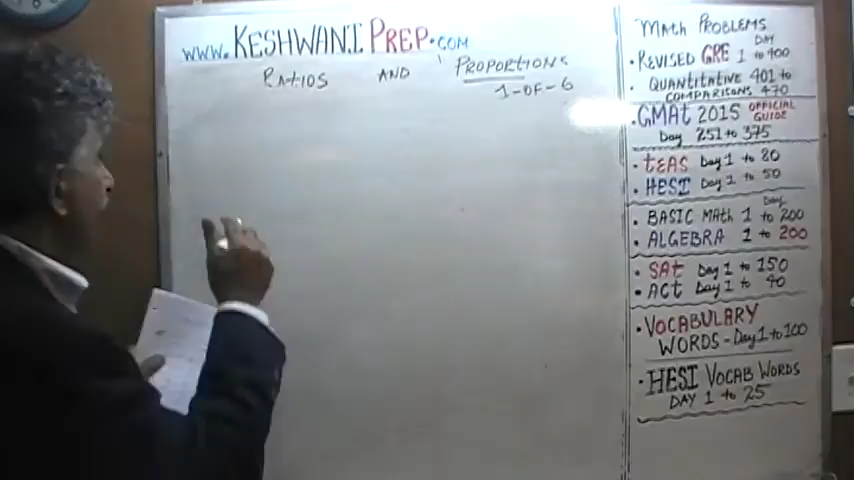 www.KESHWANIPREP.COM
RAtIOS AND PROPORTIONS
1-OF-6
MAtH PROBLEMS
DAY
• REVISED GRE 1 to 400
• QUANTITATIVE 401 to
COMPARISONS 470
• GMAt 2015 OFFICIAL GUIDE
Day 251 to 375
• tEAS Day 1 to 80
• HESI Day 1 to 50
Day
• BASIC MAth 1 to 200
• ALGEBRA 1 to 200
• SAt Day 1 to 150
• ACt Day 1 to 40
• VOCABULARY
WORDS - Day 1 to 100
• HESI VOCAB WORDS
DAY 1 to 25